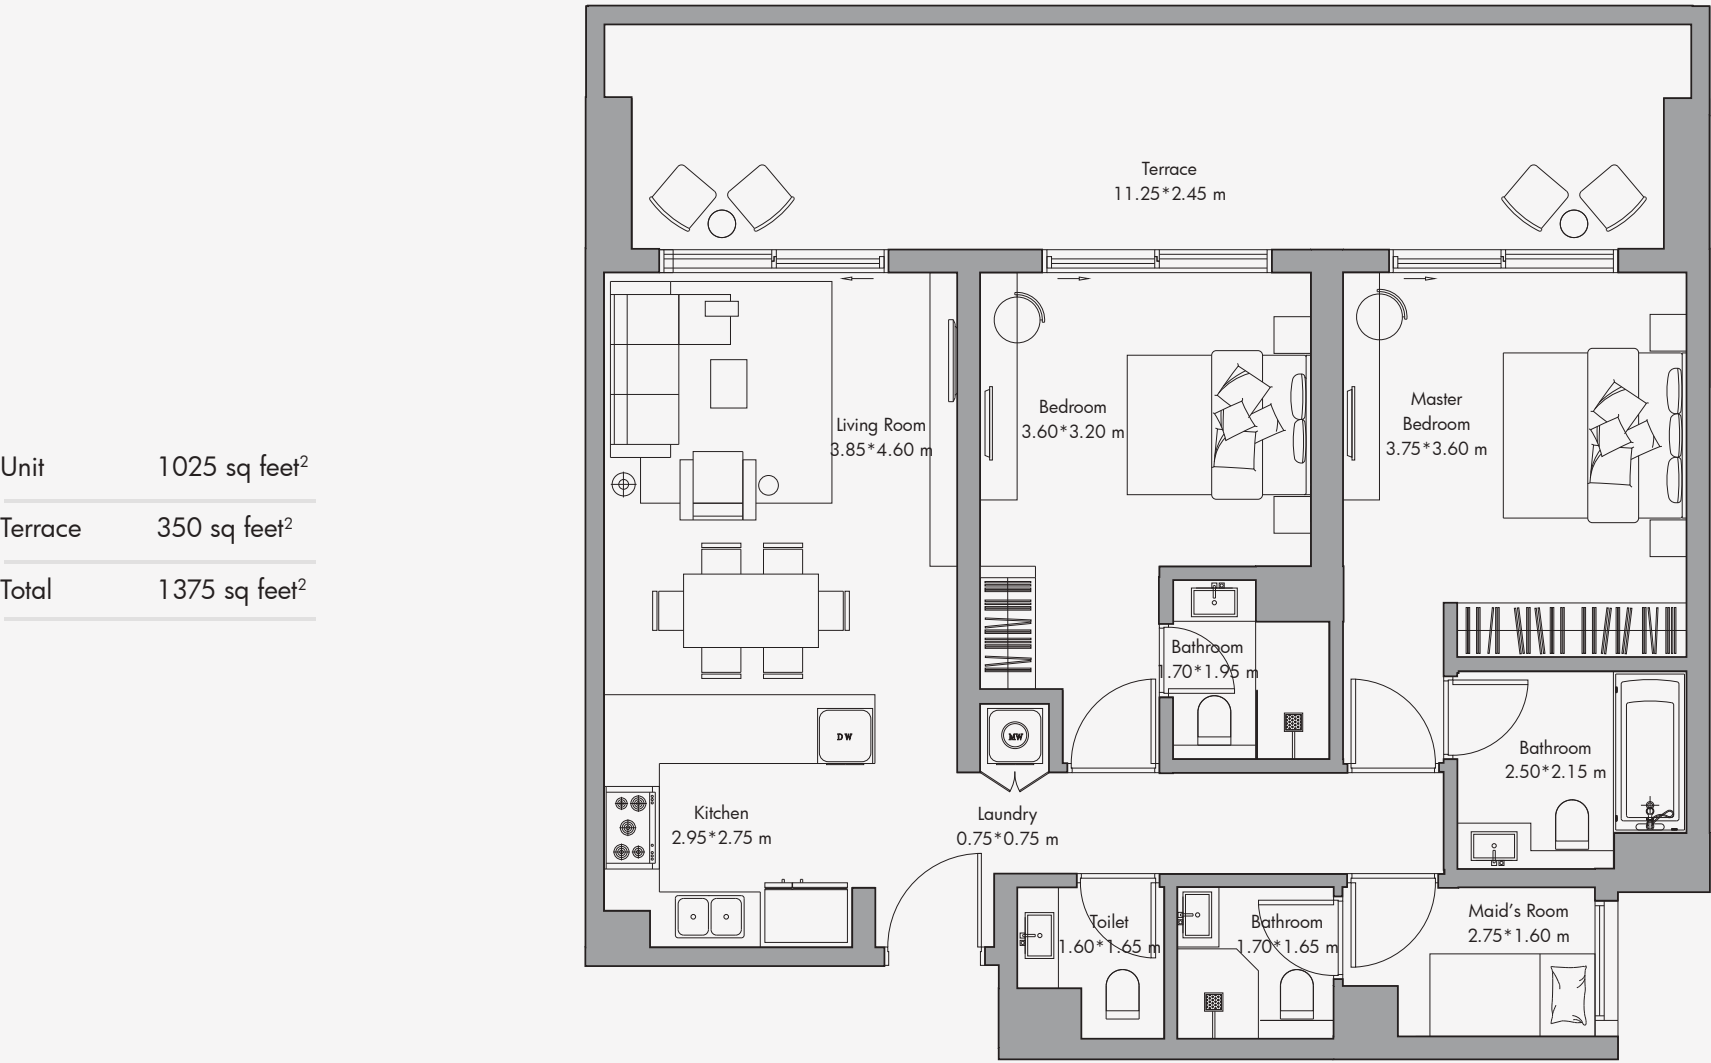 Unit 1025 sq feet²
Terrace 350 sq feet²
Total 1375 sq feet²
Terrace
11.25*2.45 m
Living Room
3.85*4.60 m
Bedroom
3.60*3.20 m
Master
Bedroom
3.75*3.60 m
Bathroom
1.70*1.95 m
DW
MW
Bathroom
2.50*2.15 m
Kitchen
2.95*2.75 m
Laundry
0.75*0.75 m
Toilet
1.60*1.65 m
Bathroom
1.70*1.65 m
Maid's Room
2.75*1.60 m